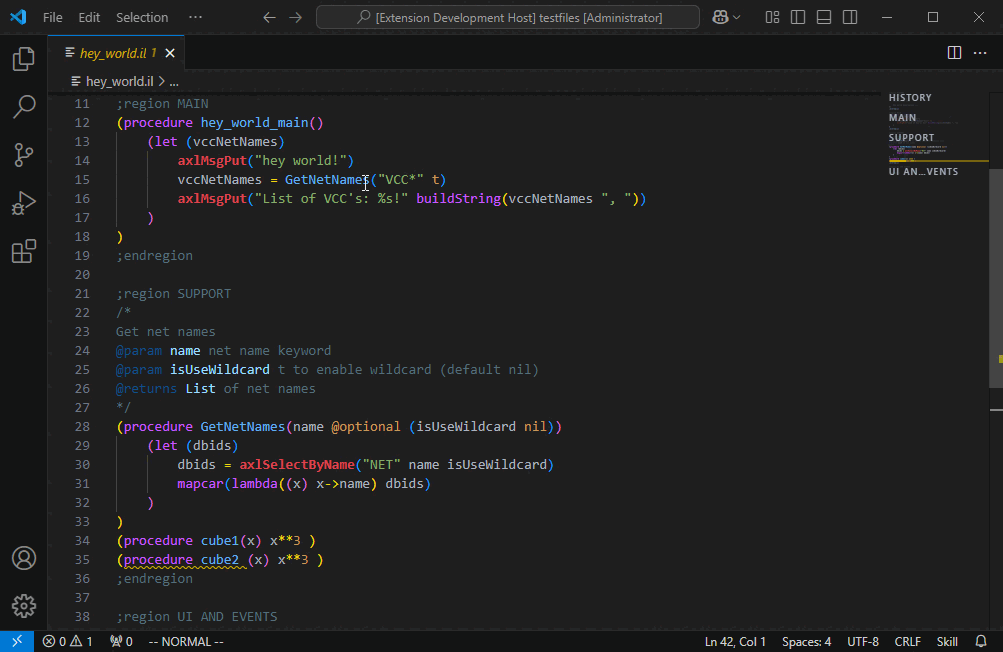 File Edit Selection ··· [Extension Development Host] testfiles [Administrator]
hey_world.il 1
hey_world.il > ...
11 ;region MAIN
12 (procedure hey_world_main()
13 (let (vccNetNames)
14 axlMsgPut("hey world!")
15 vccNetNames = GetNetNames("VCC*" t)
16 axlMsgPut("List of VCC's: %s!" buildString(vccNetNames ", "))
17 )
18 )
19 ;endregion
20
21 ;region SUPPORT
22 /*
23 Get net names
24 @param name net name keyword
25 @param isUseWildcard t to enable wildcard (default nil)
26 @returns List of net names
27 */
28 (procedure GetNetNames(name @optional (isUseWildcard nil))
29 (let (dbids)
30 dbids = axlSelectByName("NET" name isUseWildcard)
31 mapcar(lambda((x) x->name) dbids)
32 )
33 )
34 (procedure cube1(x) x**3 )
35 (procedure cube2 (x) x**3 )
36 ;endregion
37
38 ;region UI AND EVENTS
HISTORY
MAIN
SUPPORT
UI AN...VENTS
0 1 0 -- NORMAL -- Ln 42, Col 1 Spaces: 4 UTF-8 CRLF Skill